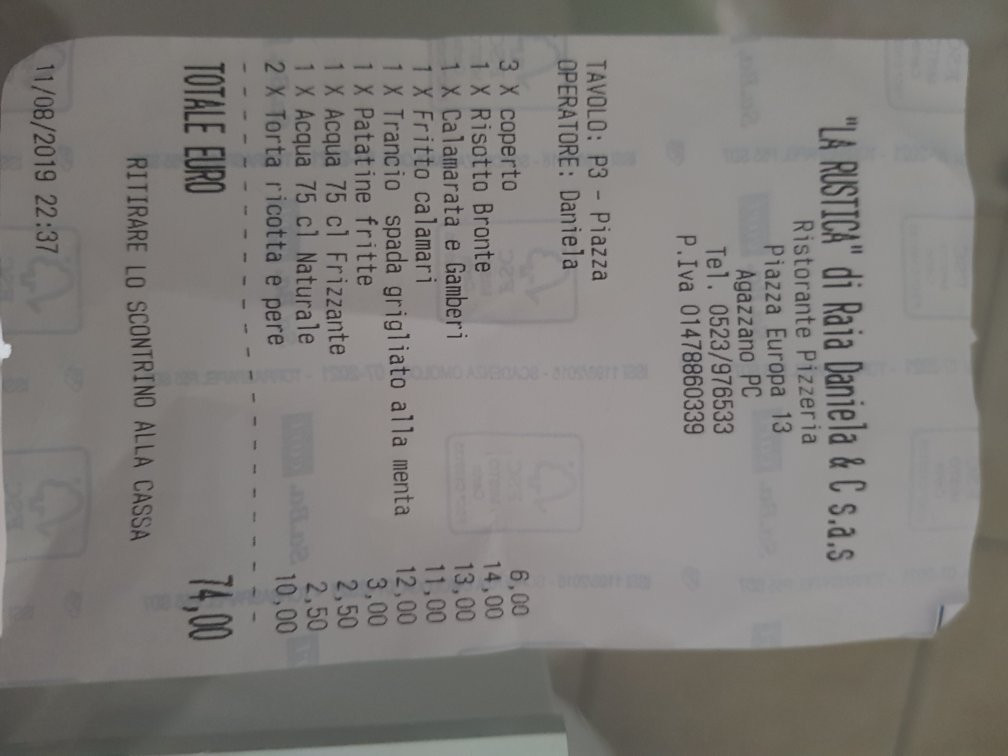 "LA RUSTICA" di Raia Daniela & C s.a.s
Ristorante Pizzeria
Piazza Europa 13
Agazzano PC
Tel. 0523/976533
P.Iva 01478860339
TAVOLO: P3 - Piazza
OPERATORE: Daniela
3 X coperto 6,00
1 X Risotto Bronte 14,00
1 X Calamarata e Gamberi 13,00
1 X Fritto calamari 11,00
1 X Trancio spada grigliato alla menta 12,00
1 X Patatine fritte 3,00
1 X Acqua 75 cl Frizzante 2,50
1 X Acqua 75 cl Naturale 2,50
2 X Torta ricotta e pere 10,00
TOTALE EURO 74,00
RITIRARE LO SCONTRINO ALLA CASSA
11/08/2019 22:37